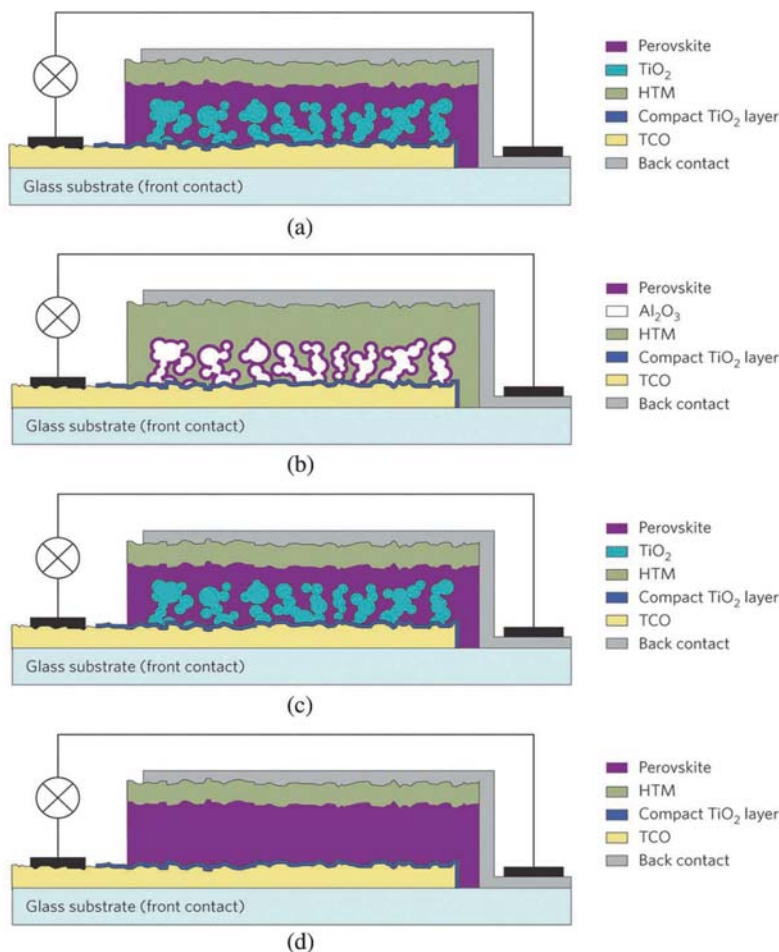 Perovskite
TiO₂
HTM
Compact TiO₂ layer
TCO
Back contact
Glass substrate (front contact)
(a)
Perovskite
Al₂O₃
HTM
Compact TiO₂ layer
TCO
Back contact
Glass substrate (front contact)
(b)
Perovskite
TiO₂
HTM
Compact TiO₂ layer
TCO
Back contact
Glass substrate (front contact)
(c)
Perovskite
HTM
Compact TiO₂ layer
TCO
Back contact
Glass substrate (front contact)
(d)